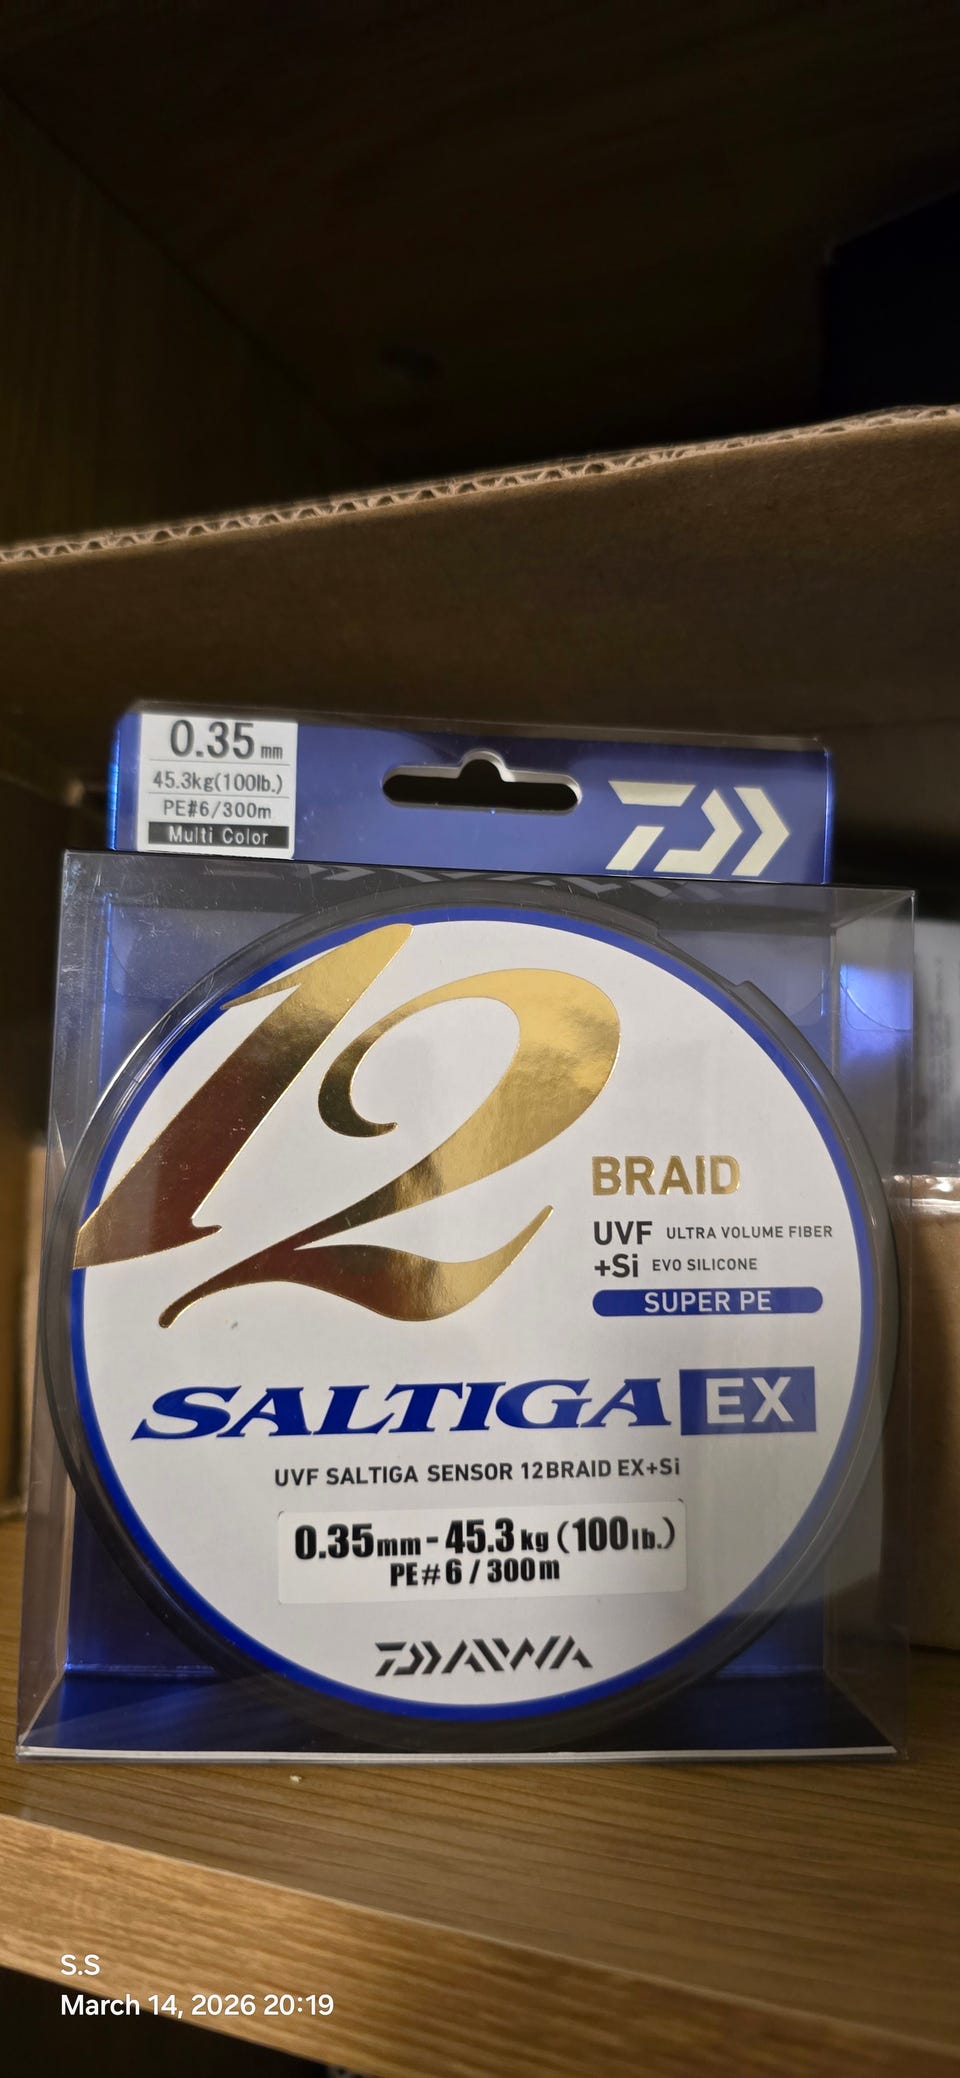 0.35mm
45.3kg(100lb.)
PE#6/300m
Multi Color
12
BRAID
UVF ULTRA VOLUME FIBER
+Si EVO SILICONE
SUPER PE
SALTIGA EX
UVF SALTIGA SENSOR 12BRAID EX+Si
0.35mm-45.3kg(100lb.)
PE#6/300m
DAIWA
S.S
March 14, 2026 20:19